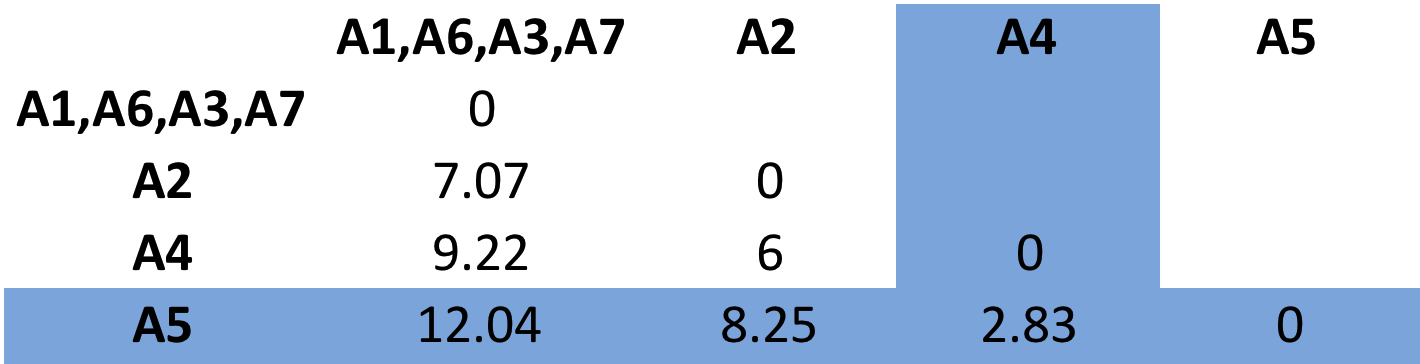 A1,A6,A3,A7 A2 A4 A5
A1,A6,A3,A7 0
A2 7.07 0
A4 9.22 6 0
A5 12.04 8.25 2.83 0